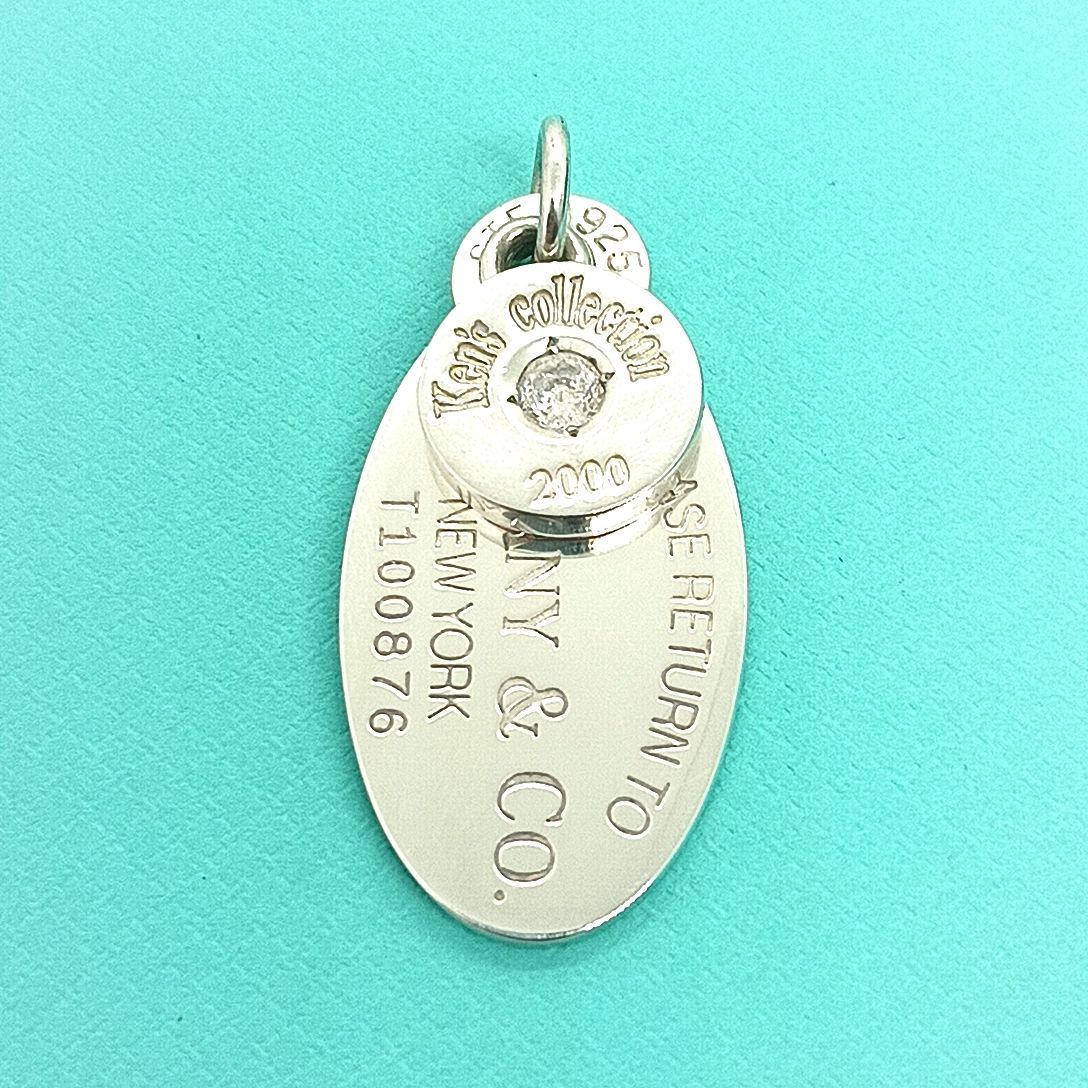 925
Ken's collection
2000
ASE RETURN TO
NY & CO.
NEW YORK
T100876